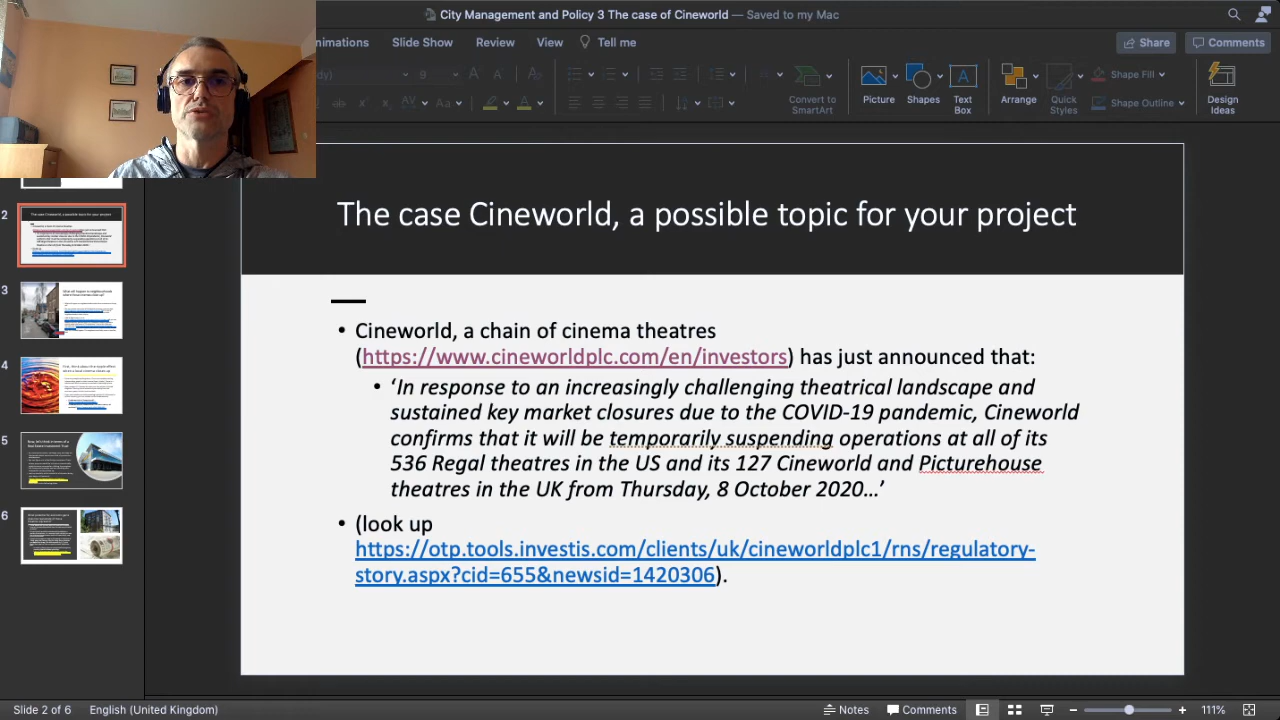 City Management and Policy 3 The case of Cineworld — Saved to my Mac
nimations Slide Show Review View Tell me Share Comments
9 A A A
ab x x AV Aa A
Convert to SmartArt
Picture Shapes Text Box Arrange Quick Styles Shape Fill Shape Outline Design Ideas
2
3
4
5
6
The case Cineworld, a possible topic for your project
• Cineworld, a chain of cinema theatres
(https://www.cineworldplc.com/en/investors) has just announced that:
• ‘In response to an increasingly challenging theatrical landscape and
sustained key market closures due to the COVID-19 pandemic, Cineworld
confirms that it will be temporarily suspending operations at all of its
536 Regal theatres in the US and its 127 Cineworld and Picturehouse
theatres in the UK from Thursday, 8 October 2020…’
• (look up
https://otp.tools.investis.com/clients/uk/cineworldplc1/rns/regulatory-
story.aspx?cid=655&newsid=1420306).
Slide 2 of 6 English (United Kingdom) Notes Comments 111%